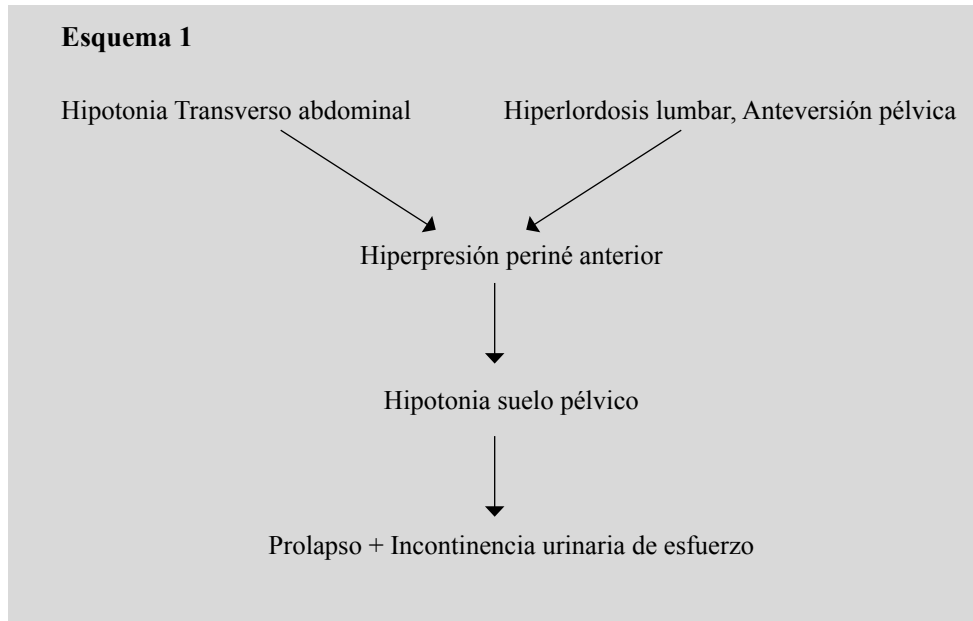 Esquema 1
Hipotonia Transverso abdominal
Hiperlordosis lumbar, Anteversión pélvica
Hiperpresión periné anterior
Hipotonia suelo pélvico
Prolapso + Incontinencia urinaria de esfuerzo